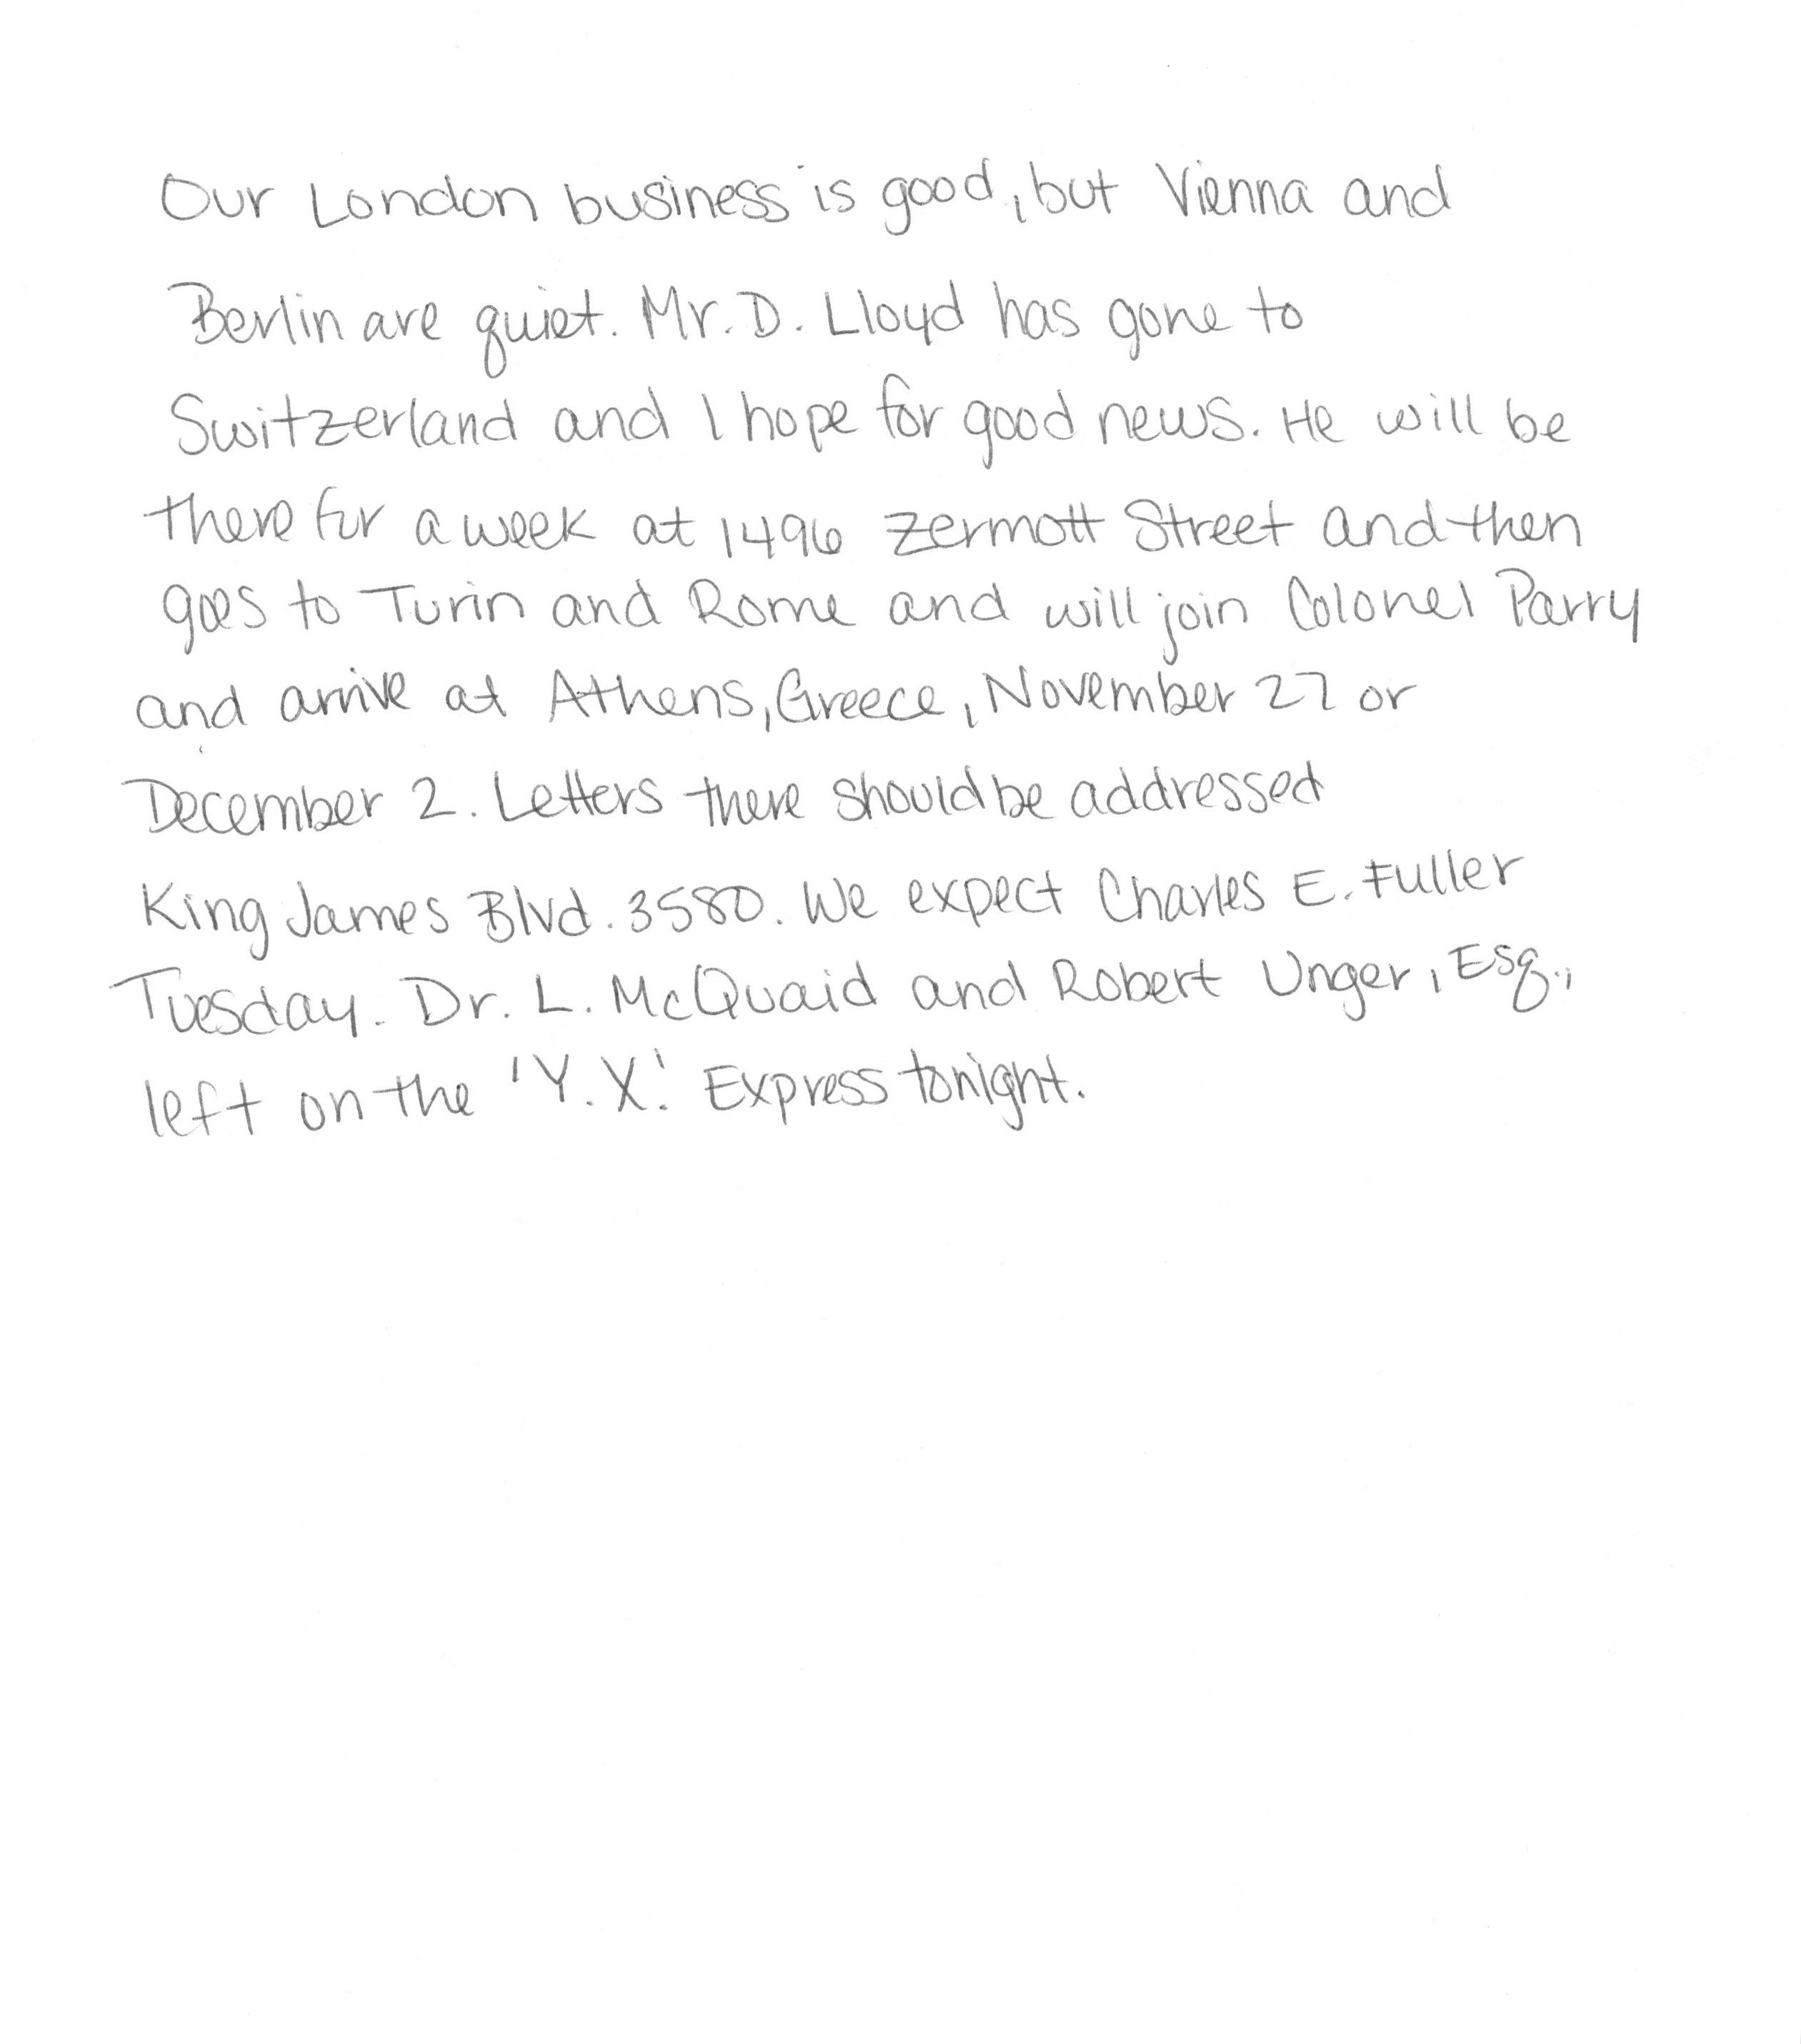 Our London business is good, but Vienna and
Berlin are quiet. Mr. D. Lloyd has gone to
Switzerland and I hope for good news. He will be
there for a week at 1496 Zermott Street and then
goes to Turin and Rome and will join Colonel Parry
and arrive at Athens, Greece, November 27 or
December 2. Letters there should be addressed
King James Blvd. 3580. We expect Charles E. Fuller
Tuesday. Dr. L. McQuaid and Robert Unger, Esq.,
left on the 'Y.X.' Express tonight.